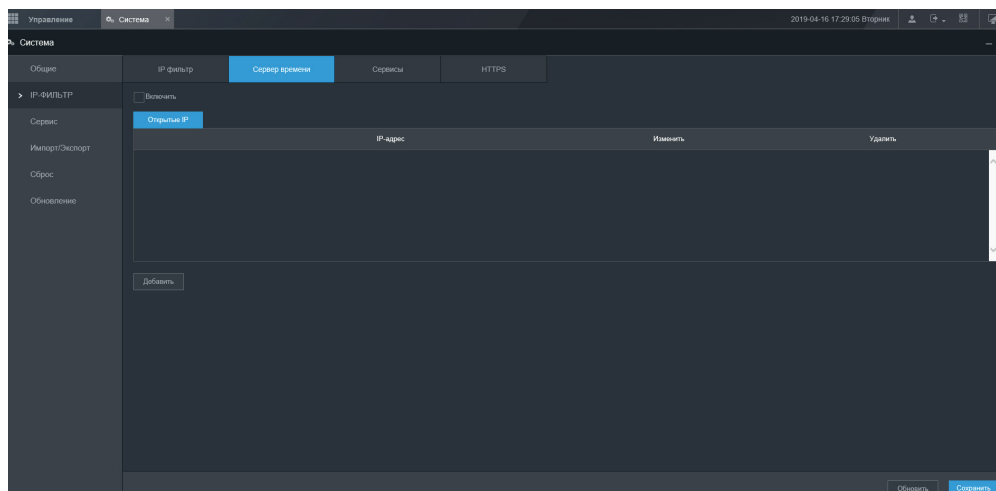 Управление Система × 2019-04-16 17:29:05 Вторник
Система
Общие
IP-ФИЛЬТР
Сервис
Импорт/Экспорт
Сброс
Обновление
IP фильтр Сервер времени Сервисы HTTPS
Включить
Открытые IP
IP-адрес Изменить Удалить
Добавить
Обновить Сохранить